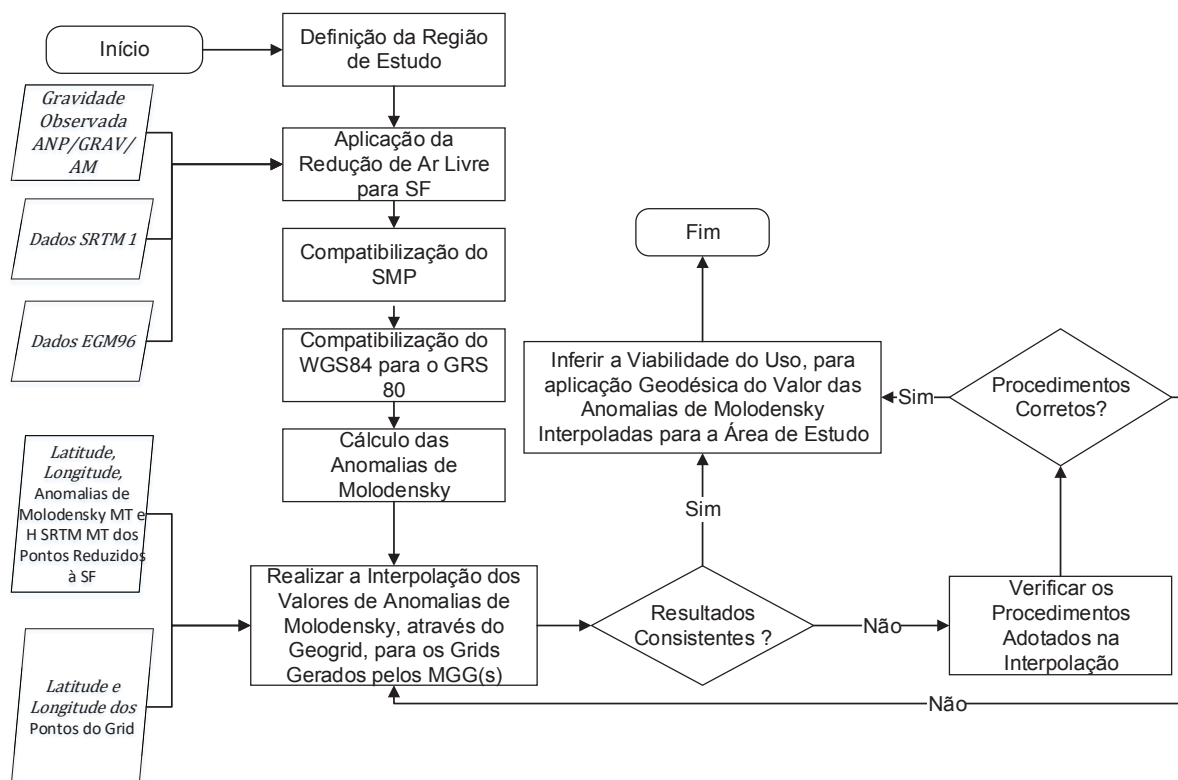 Início
Definição da Região
de Estudo
Gravidade
Observada
ANP/GRAV/
AM
Aplicação da
Redução de Ar Livre
para SF
Dados SRTM 1
Compatibilização do
SMP
Fim
Dados EGM96
Compatibilização do
WGS84 para o GRS
80
Inferir a Viabilidade do Uso, para
aplicação Geodésica do Valor das
Anomalias de Molodensky
Interpoladas para a Área de Estudo
Sim
Procedimentos
Corretos?
Cálculo das
Anomalias de
Molodensky
Latitude,
Longitude,
Anomalias de
Molodensky MT e
H SRTM MT dos
Pontos Reduzidos
à SF
Sim
Realizar a Interpolação dos
Valores de Anomalias de
Molodensky, através do
Geogrid, para os Grids
Gerados pelos MGG(s)
Resultados
Consistentes ?
Não
Verificar os
Procedimentos
Adotados na
Interpolação
Latitude e
Longitude dos
Pontos do Grid
Não